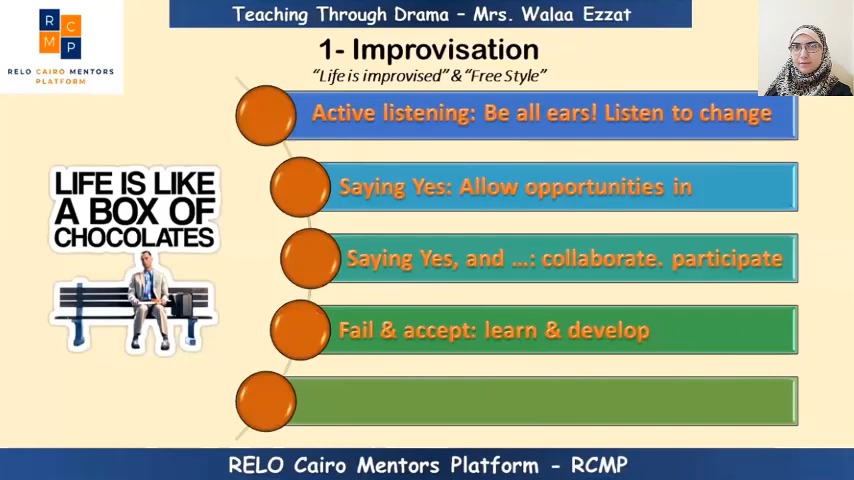 Teaching Through Drama – Mrs. Walaa Ezzat
R C
M P
RELO CAIRO MENTORS
PLATFORM
1- Improvisation
“Life is improvised” & “Free Style”
Active listening: Be all ears! Listen to change
Saying Yes: Allow opportunities in
Saying Yes, and ...: collaborate. participate
Fail & accept: learn & develop
LIFE IS LIKE
A BOX OF
CHOCOLATES
RELO Cairo Mentors Platform - RCMP